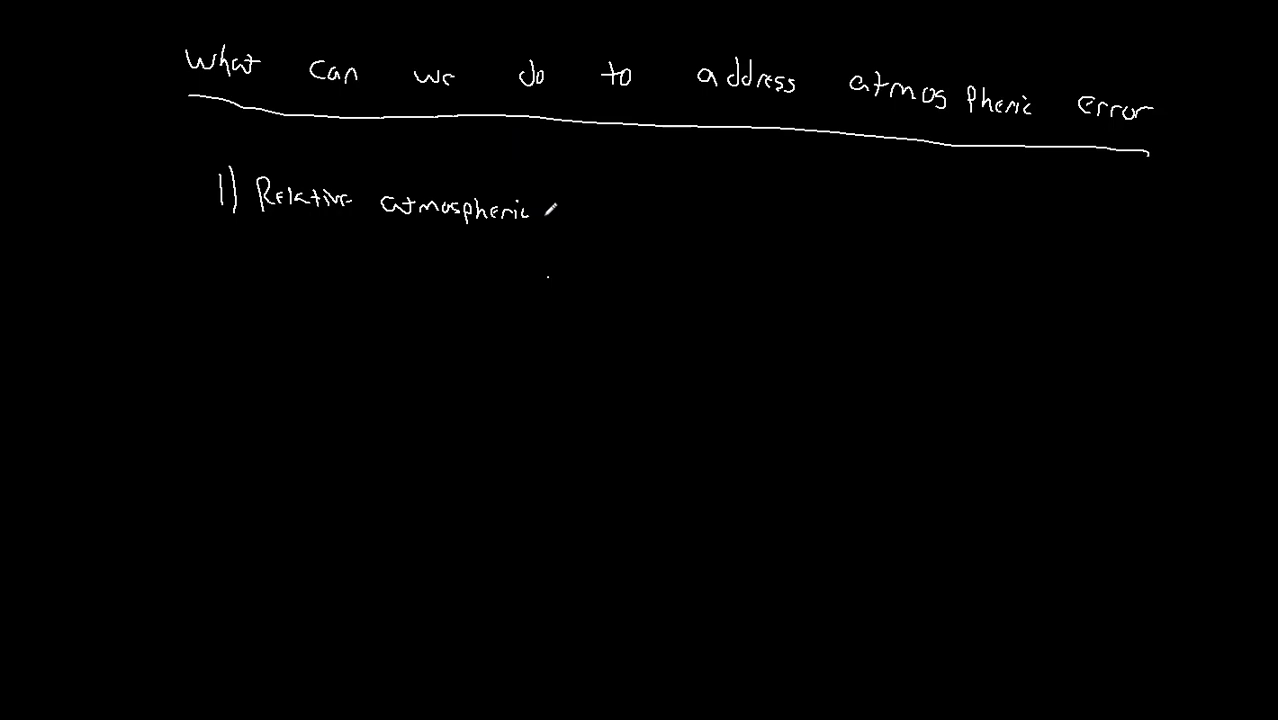 What can we do to address atmospheric error
1) Relative atmospheric